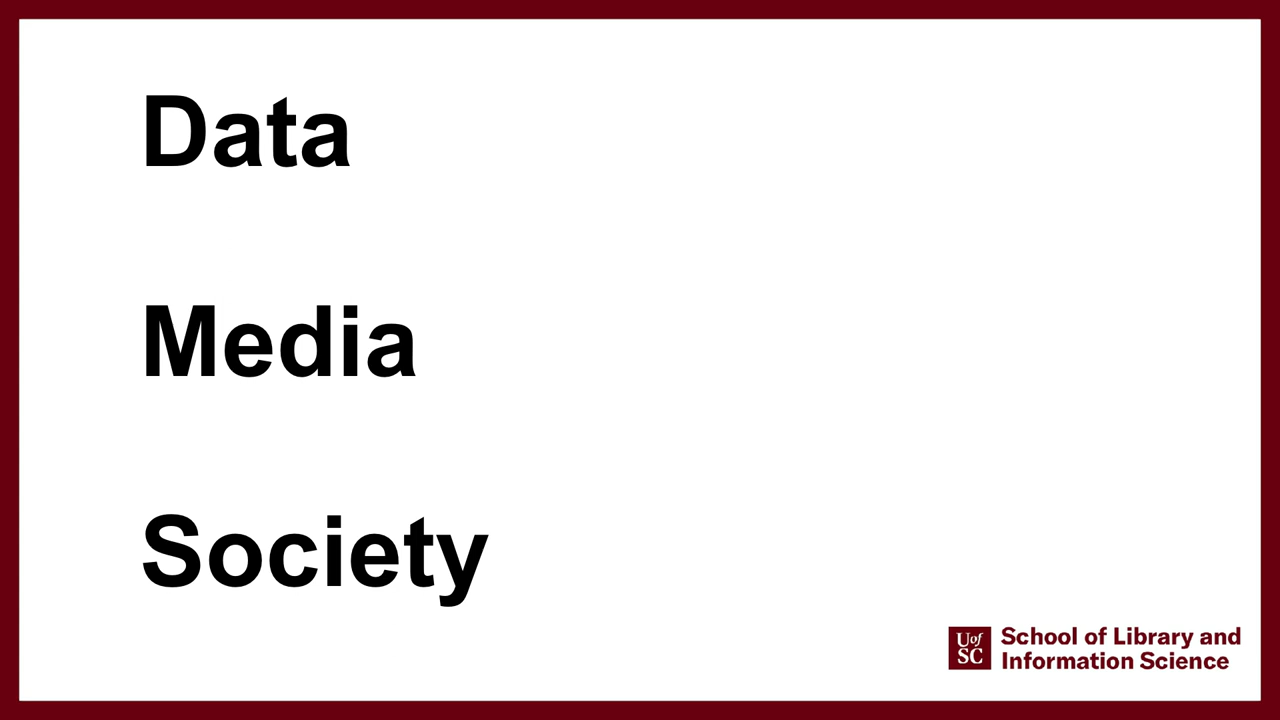 Data
Media
Society
UofSC
School of Library and
Information Science